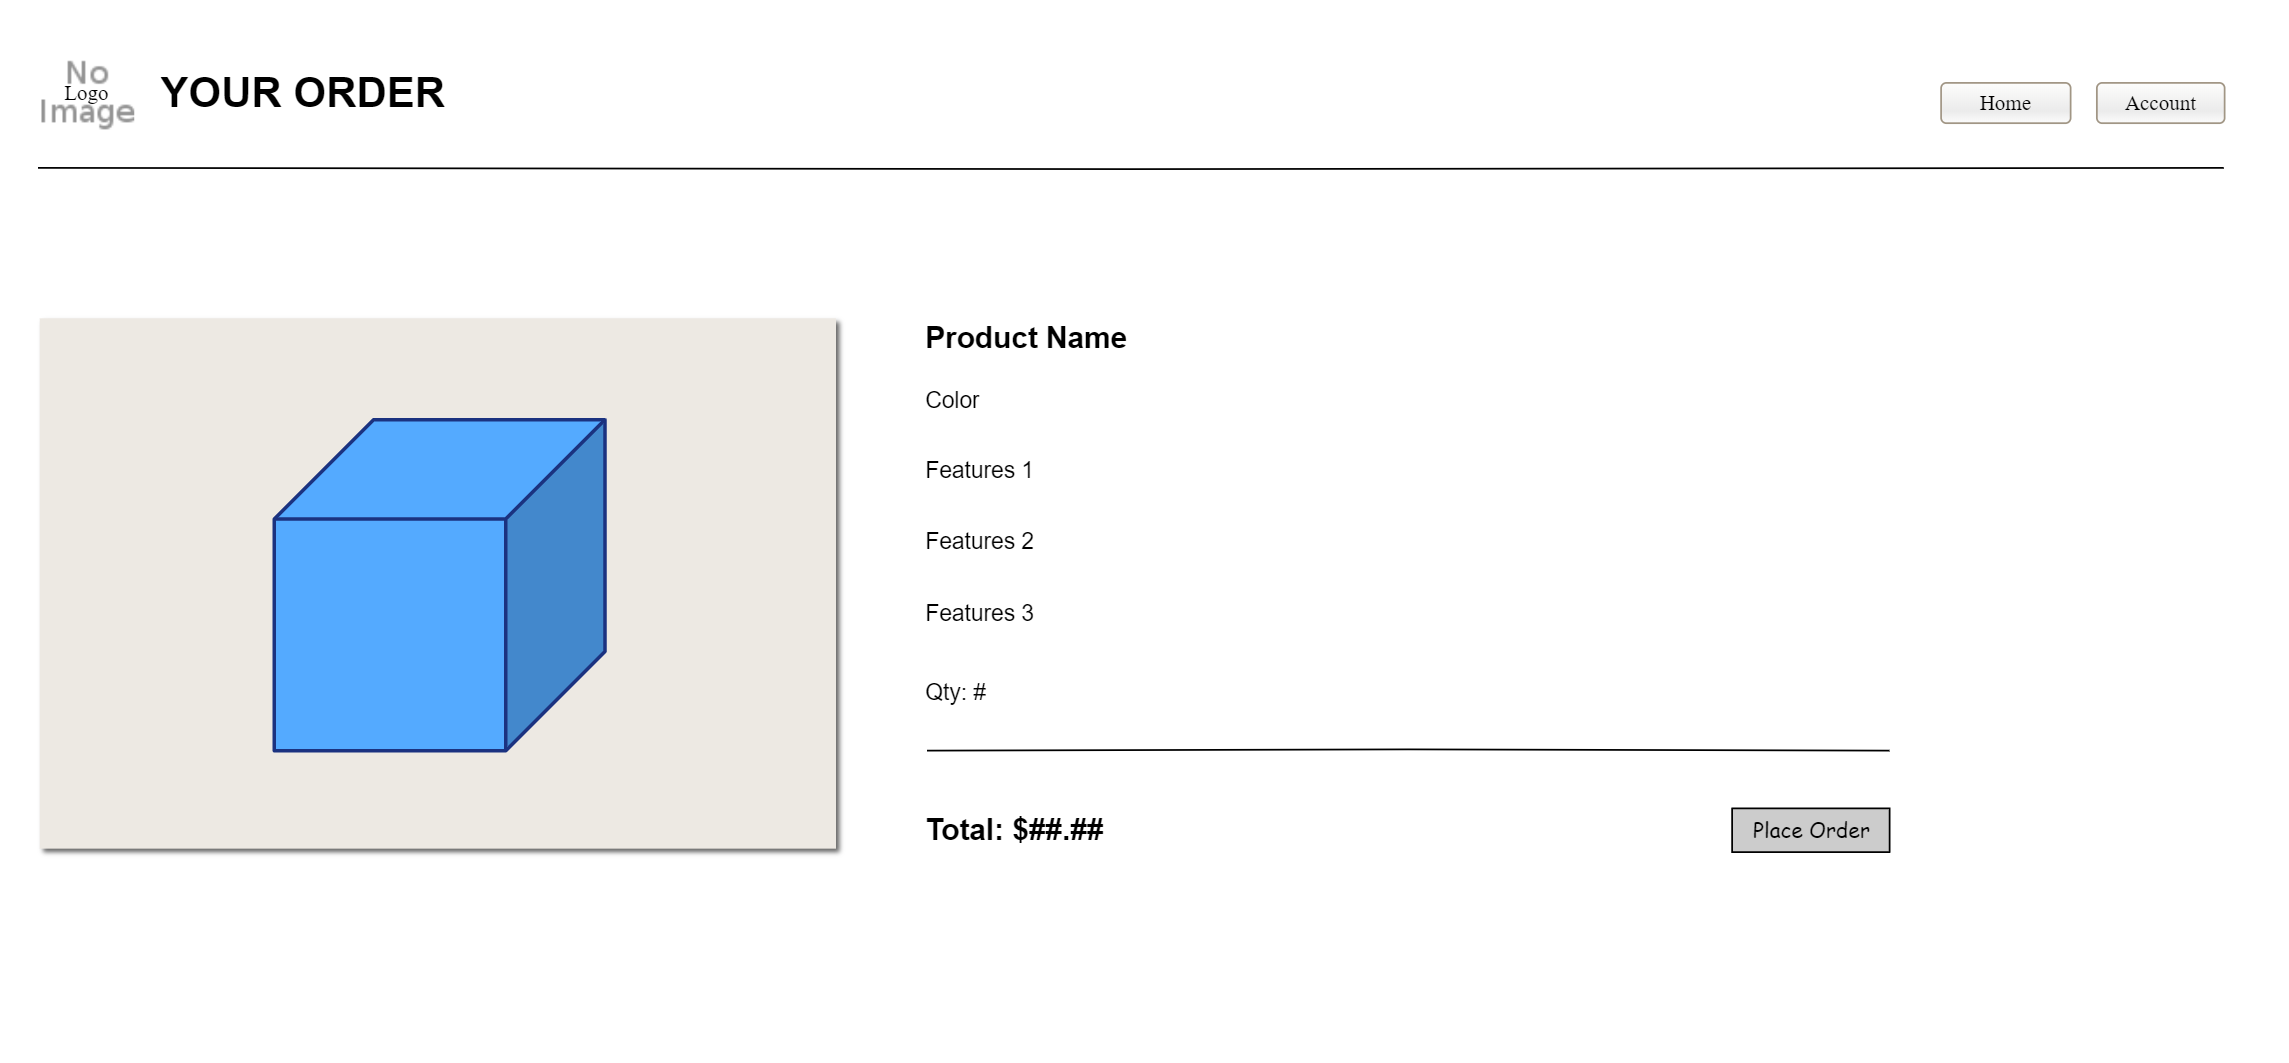 No
Logo
Image
YOUR ORDER
Home
Account
Product Name
Color
Features 1
Features 2
Features 3
Qty: #
Total: $##.##
Place Order